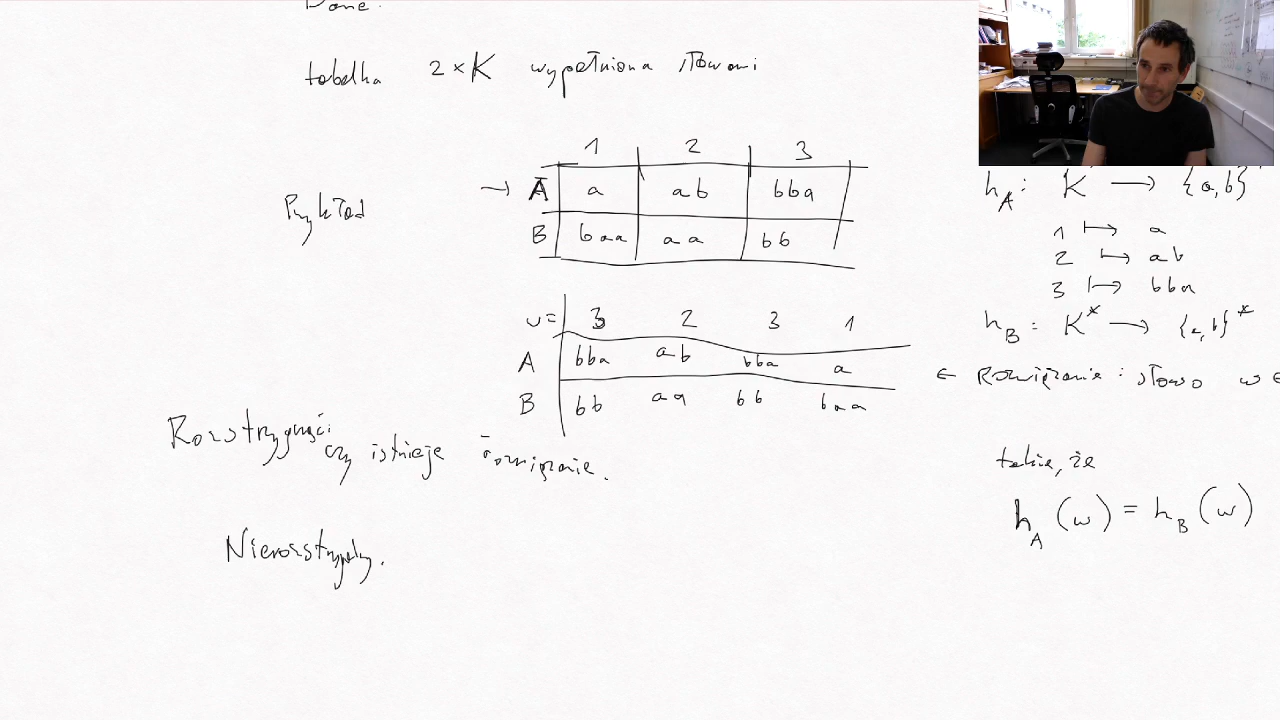 Dane:
tabelka 2 × K wypełniona słowami
Przykład
1 2 3
→ A a ab bba
B baa aa bb
w= 3 2 3 1
A bba ab bba a
B bb aa bb baa
Rozstrzygnąć:
czy istnieje rozwiązanie.
Nierozstrzygalny.
h_A : K* → {a,b}*
1 ↦ a
2 ↦ ab
3 ↦ bba
h_B : K* → {a,b}*
← Rozwiązanie: słowo w ∈
takie, że
h_A (w) = h_B (w)